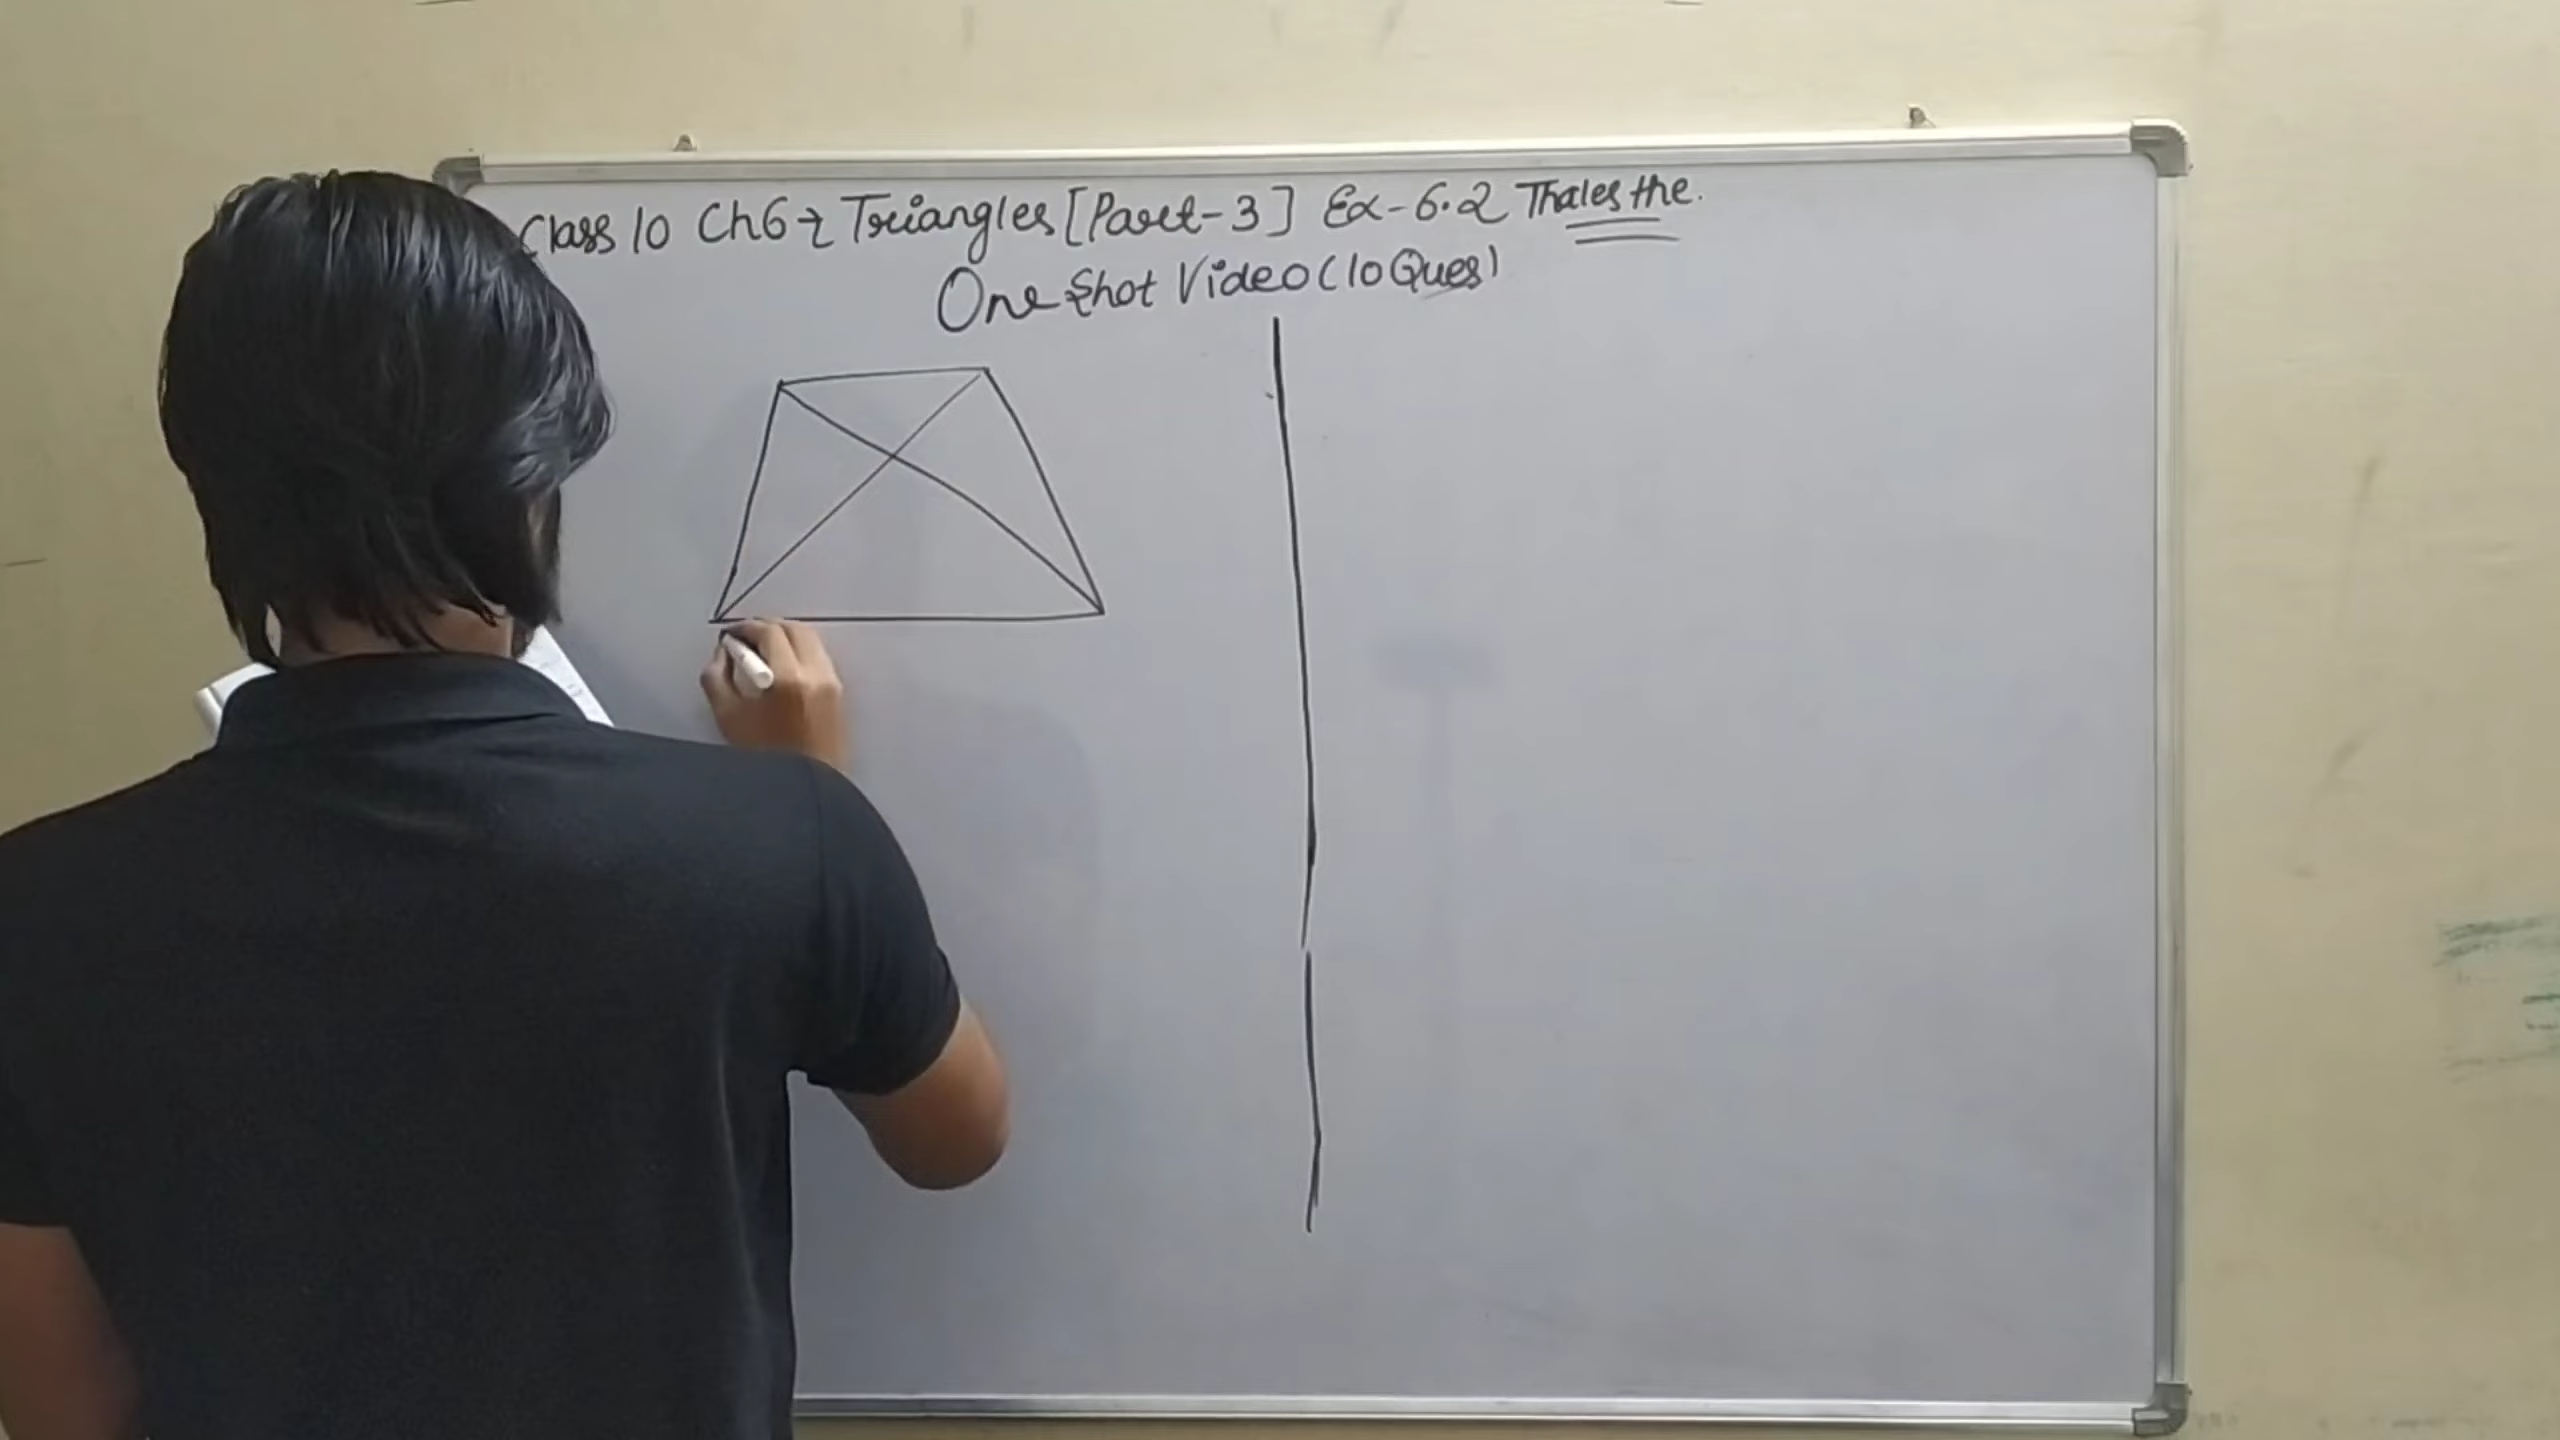 Class 10 Ch6 → Triangles [Part-3] Ex-6.2 Thales the.
One Shot Video (10 Ques)